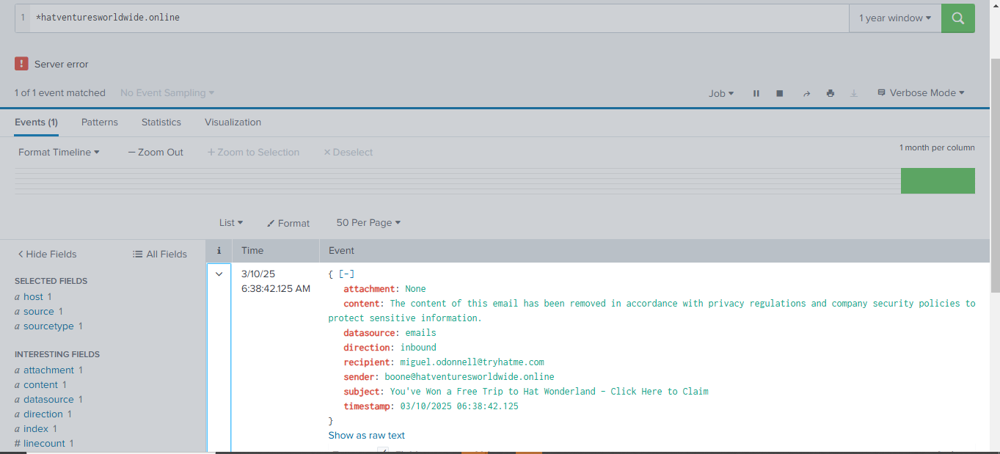 1 *hatventuresworldwide.online 1 year window
! Server error
1 of 1 event matched No Event Sampling Job Verbose Mode
Events (1) Patterns Statistics Visualization
Format Timeline — Zoom Out + Zoom to Selection × Deselect 1 month per column
List Format 50 Per Page
< Hide Fields All Fields i Time Event
SELECTED FIELDS
a host 1
a source 1
a sourcetype 1
INTERESTING FIELDS
a attachment 1
a content 1
a datasource 1
a direction 1
a index 1
# linecount 1
3/10/25
6:38:42.125 AM
{ [-]
attachment: None
content: The content of this email has been removed in accordance with privacy regulations and company security policies to
protect sensitive information.
datasource: emails
direction: inbound
recipient: miguel.odonnell@tryhatme.com
sender: boone@hatventuresworldwide.online
subject: You've Won a Free Trip to Hat Wonderland – Click Here to Claim
timestamp: 03/10/2025 06:38:42.125
}
Show as raw text